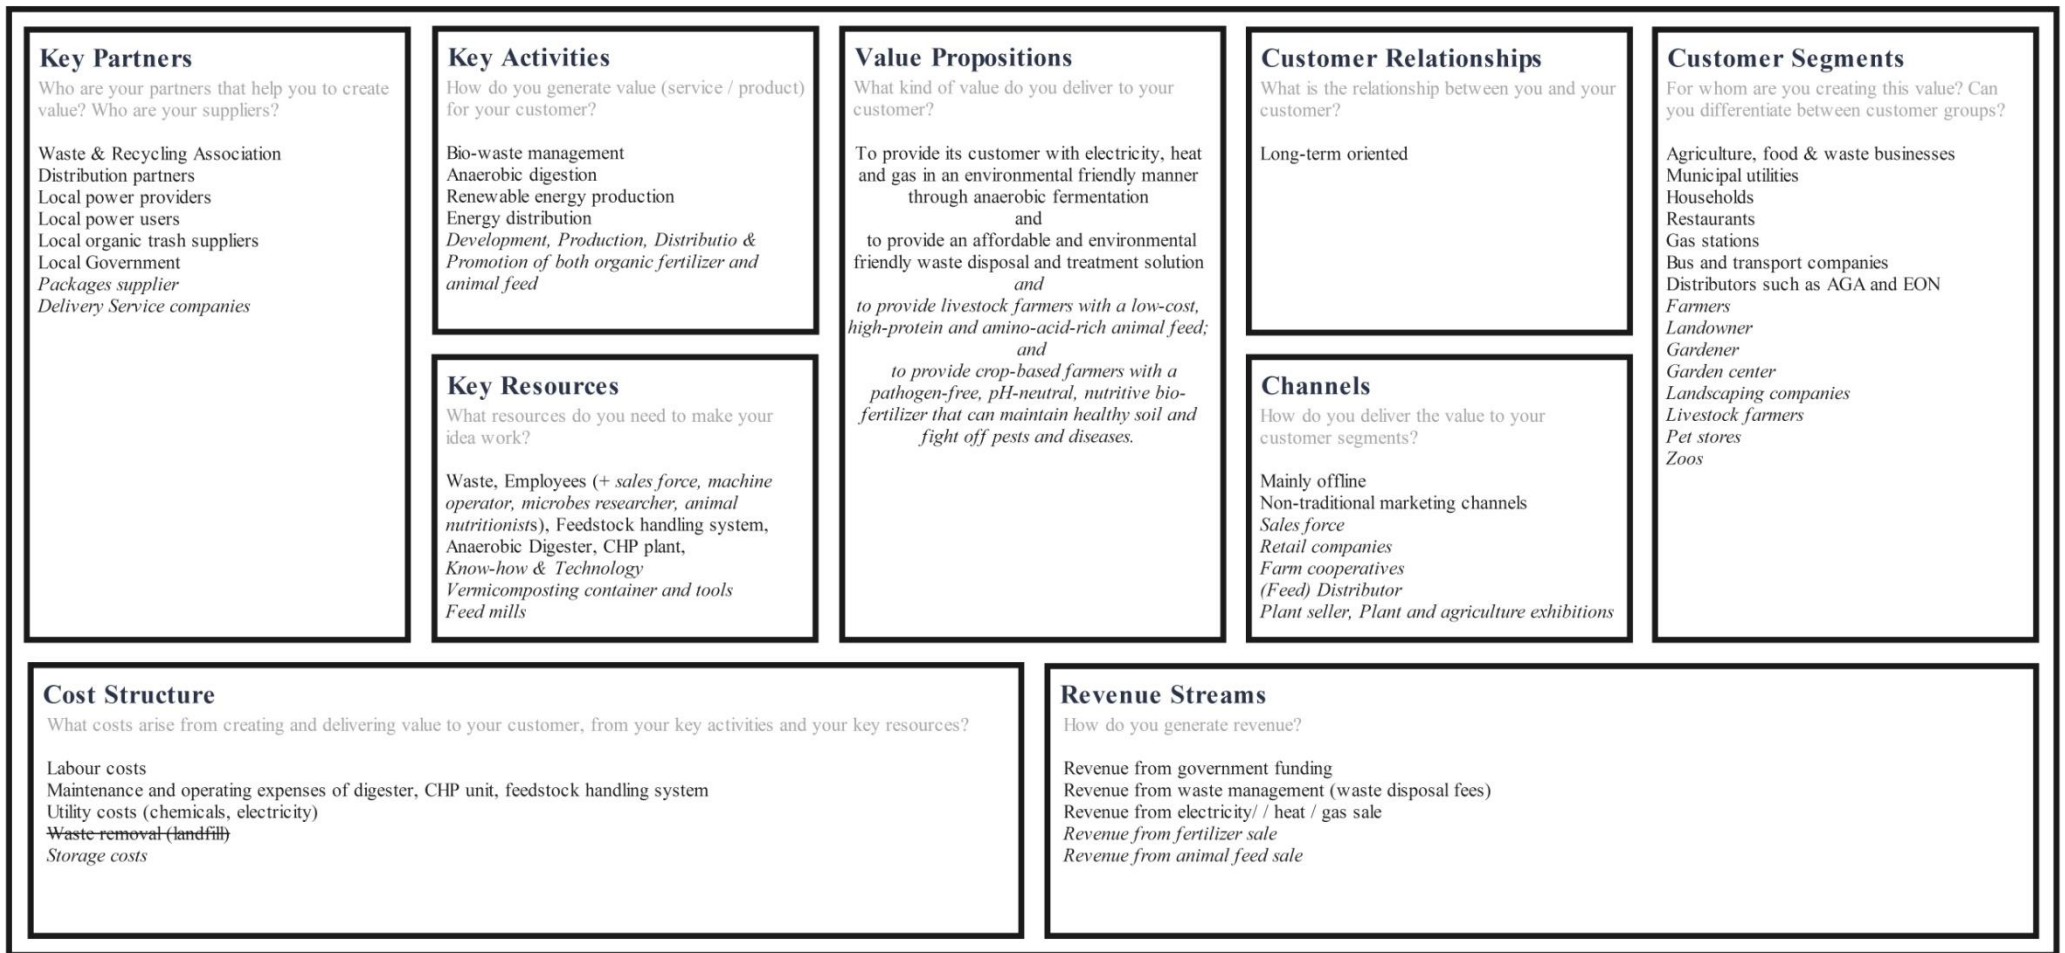 Key Partners
Who are your partners that help you to create
value? Who are your suppliers?
Waste & Recycling Association
Distribution partners
Local power providers
Local power users
Local organic trash suppliers
Local Government
Packages supplier
Delivery Service companies
Key Activities
How do you generate value (service / product)
for your customer?
Bio-waste management
Anaerobic digestion
Renewable energy production
Energy distribution
Development, Production, Distributio &
Promotion of both organic fertilizer and
animal feed
Key Resources
What resources do you need to make your
idea work?
Waste, Employees (+ sales force, machine
operator, microbes researcher, animal
nutritionists), Feedstock handling system,
Anaerobic Digester, CHP plant,
Know-how & Technology
Vermicomposting container and tools
Feed mills
Value Propositions
What kind of value do you deliver to your
customer?
To provide its customer with electricity, heat
and gas in an environmental friendly manner
through anaerobic fermentation
and
to provide an affordable and environmental
friendly waste disposal and treatment solution
and
to provide livestock farmers with a low-cost,
high-protein and amino-acid-rich animal feed;
and
to provide crop-based farmers with a
pathogen-free, pH-neutral, nutritive bio-
fertilizer that can maintain healthy soil and
fight off pests and diseases.
Customer Relationships
What is the relationship between you and your
customer?
Long-term oriented
Channels
How do you deliver the value to your
customer segments?
Mainly offline
Non-traditional marketing channels
Sales force
Retail companies
Farm cooperatives
(Feed) Distributor
Plant seller, Plant and agriculture exhibitions
Customer Segments
For whom are you creating this value? Can
you differentiate between customer groups?
Agriculture, food & waste businesses
Municipal utilities
Households
Restaurants
Gas stations
Bus and transport companies
Distributors such as AGA and EON
Farmers
Landowner
Gardener
Garden center
Landscaping companies
Livestock farmers
Pet stores
Zoos
Cost Structure
What costs arise from creating and delivering value to your customer, from your key activities and your key resources?
Labour costs
Maintenance and operating expenses of digester, CHP unit, feedstock handling system
Utility costs (chemicals, electricity)
Waste removal (landfill)
Storage costs
Revenue Streams
How do you generate revenue?
Revenue from government funding
Revenue from waste management (waste disposal fees)
Revenue from electricity/ / heat / gas sale
Revenue from fertilizer sale
Revenue from animal feed sale